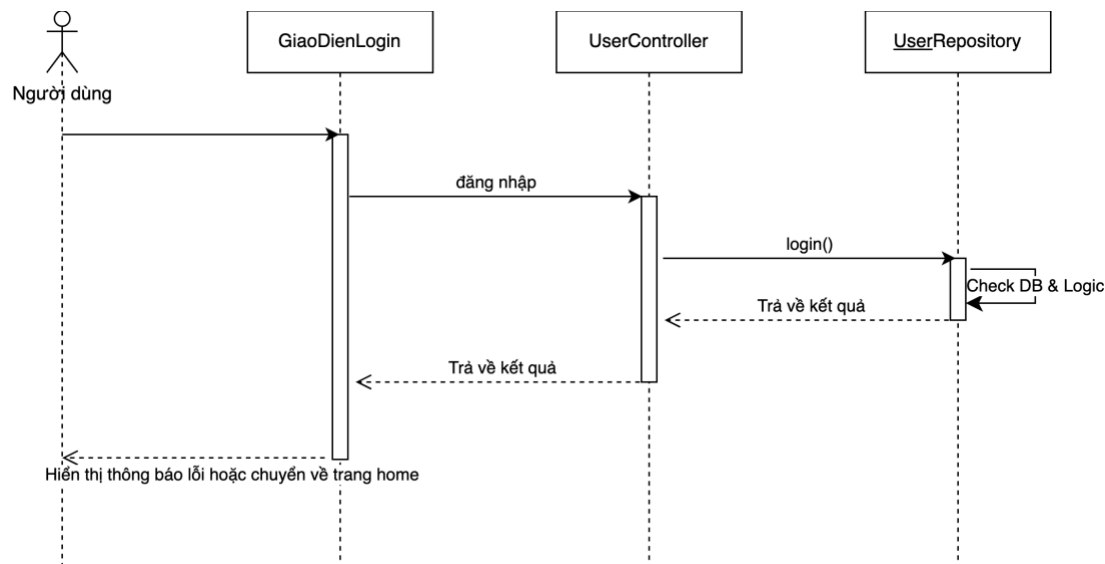 GiaoDienLogin
UserController
UserRepository
Người dùng
đăng nhập
login()
Check DB & Logic
Trả về kết quả
Trả về kết quả
Hiển thị thông báo lỗi hoặc chuyển về trang home